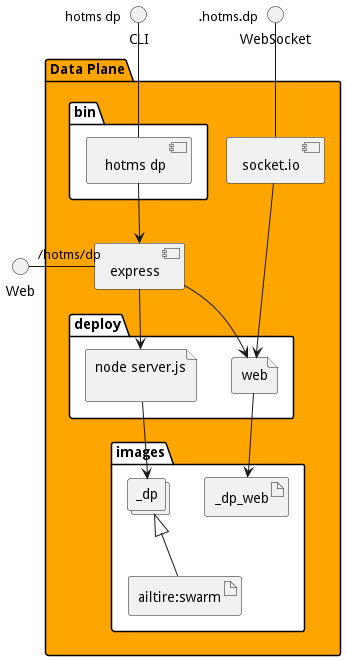 hotms dp
.hotms.dp
CLI
WebSocket
Data Plane
bin
hotms dp
socket.io
/hotms/dp
express
Web
deploy
node server.js
web
images
_dp
_dp_web
ailtire:swarm